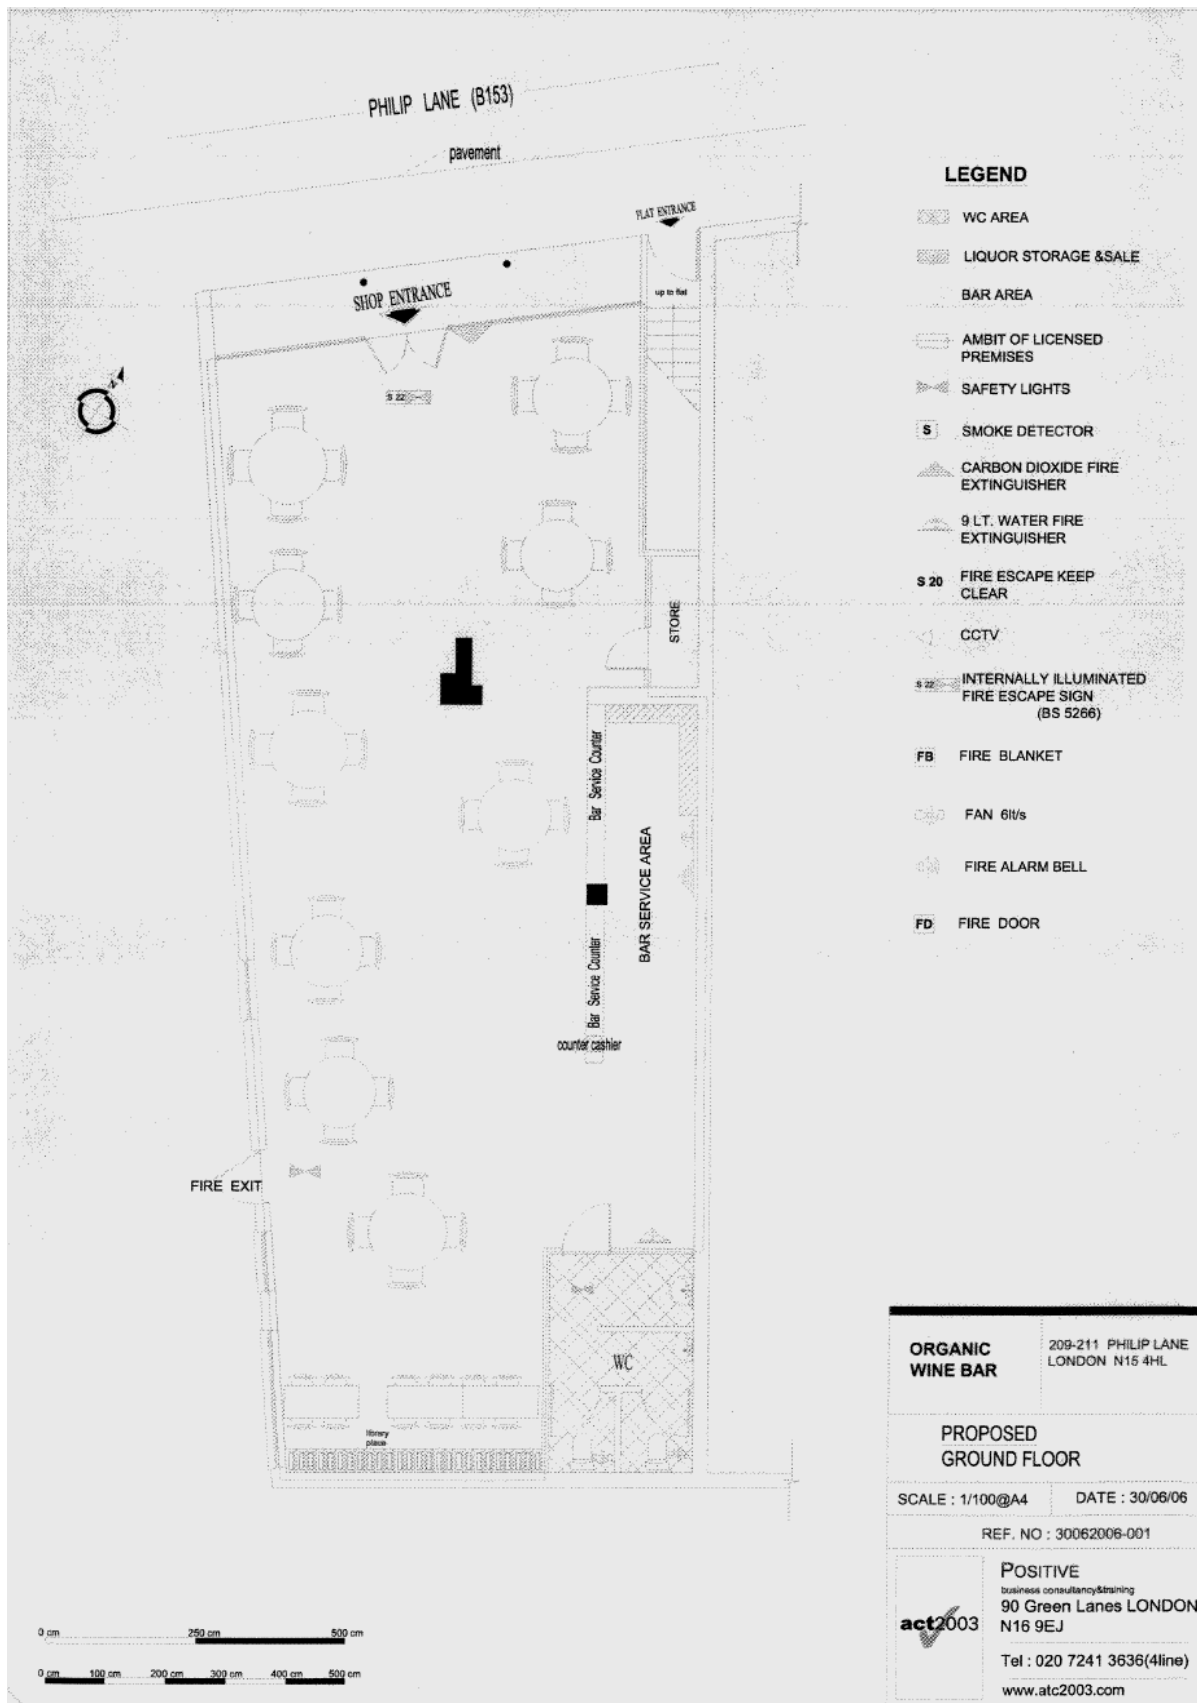 PHILIP LANE (B153)
pavement
FLAT ENTRANCE
SHOP ENTRANCE
up to flat
S 22
STORE
Bar Service Counter
BAR SERVICE AREA
Bar Service Counter
counter cashier
FIRE EXIT
WC
library
place
N
LEGEND
WC AREA
LIQUOR STORAGE &SALE
BAR AREA
AMBIT OF LICENSED
PREMISES
SAFETY LIGHTS
S SMOKE DETECTOR
CARBON DIOXIDE FIRE
EXTINGUISHER
9 LT. WATER FIRE
EXTINGUISHER
S 20 FIRE ESCAPE KEEP
CLEAR
CCTV
S 22 INTERNALLY ILLUMINATED
FIRE ESCAPE SIGN
(BS 5266)
FB FIRE BLANKET
FAN 6lt/s
FIRE ALARM BELL
FD FIRE DOOR
ORGANIC
WINE BAR
209-211 PHILIP LANE
LONDON N15 4HL
PROPOSED
GROUND FLOOR
SCALE : 1/100@A4
DATE : 30/06/06
REF. NO : 30062006-001
act2003
POSITIVE
business consultancy&training
90 Green Lanes LONDON
N16 9EJ
Tel : 020 7241 3636(4line)
www.atc2003.com
0 cm 250 cm 500 cm
0 cm 100 cm 200 cm 300 cm 400 cm 500 cm